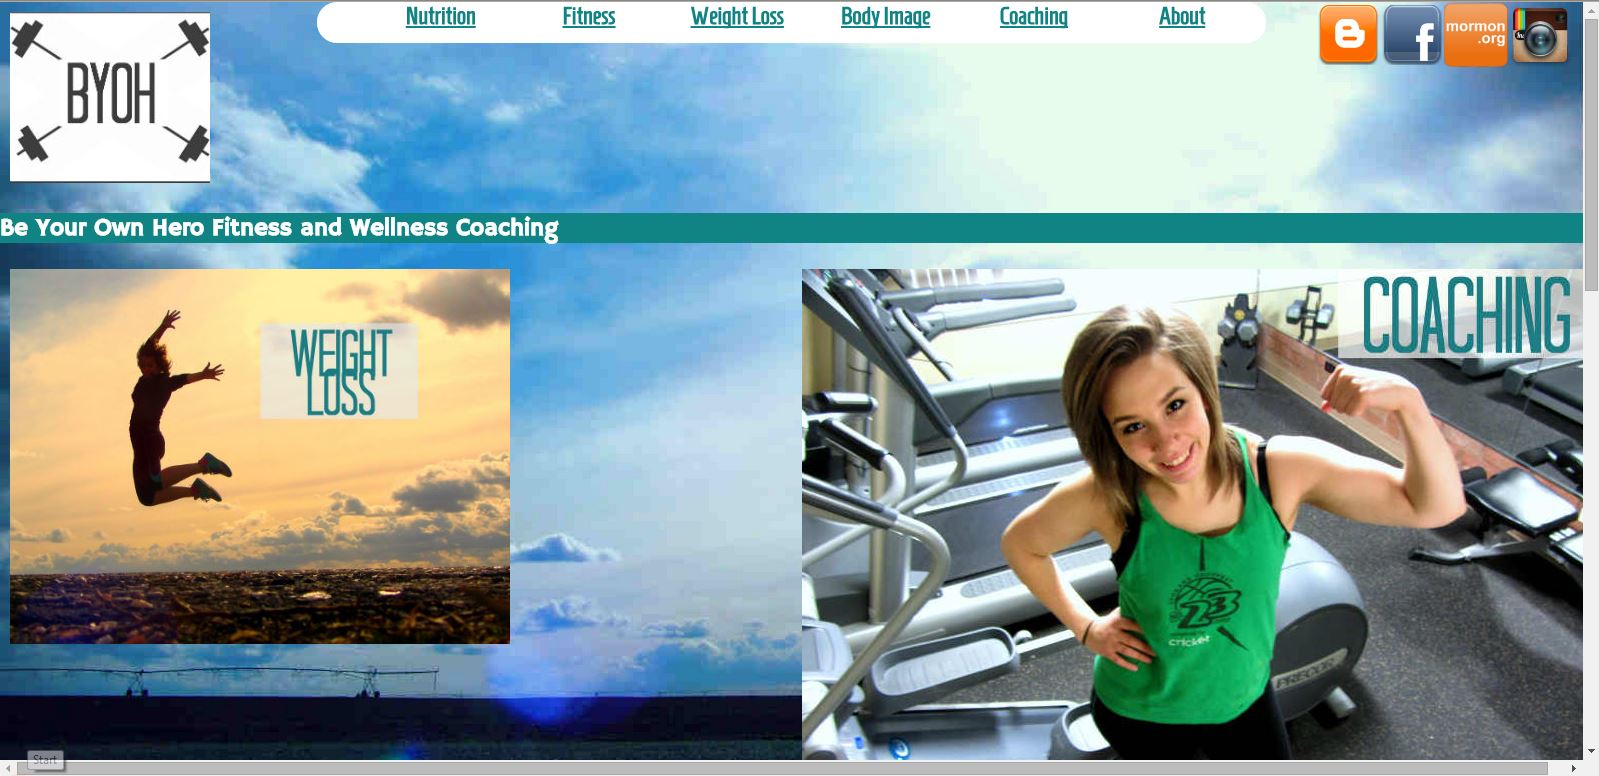 BYOH
Nutrition
Fitness
Weight Loss
Body Image
Coaching
About
mormon
.org
Be Your Own Hero Fitness and Wellness Coaching
WEIGHT
LOSS
COACHING
23
cricket
PRECOR
Start